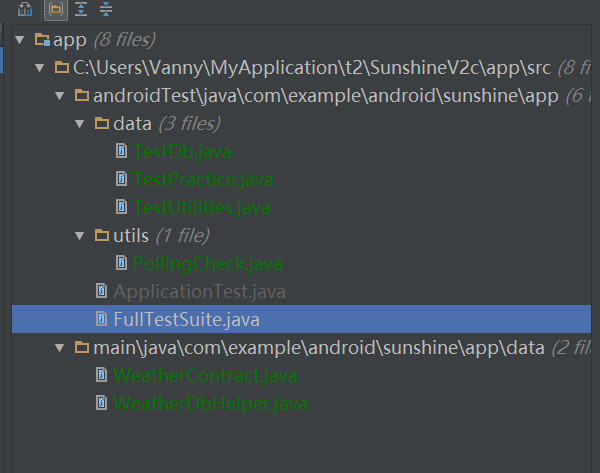 app (8 files)
C:\Users\Vanny\MyApplication\t2\SunshineV2c\app\src (8 fi
androidTest\java\com\example\android\sunshine\app (6 f
data (3 files)
TestDb.java
TestPractice.java
TestUtilities.java
utils (1 file)
PollingCheck.java
ApplicationTest.java
FullTestSuite.java
main\java\com\example\android\sunshine\app\data (2 fil
WeatherContract.java
WeatherDbHelper.java